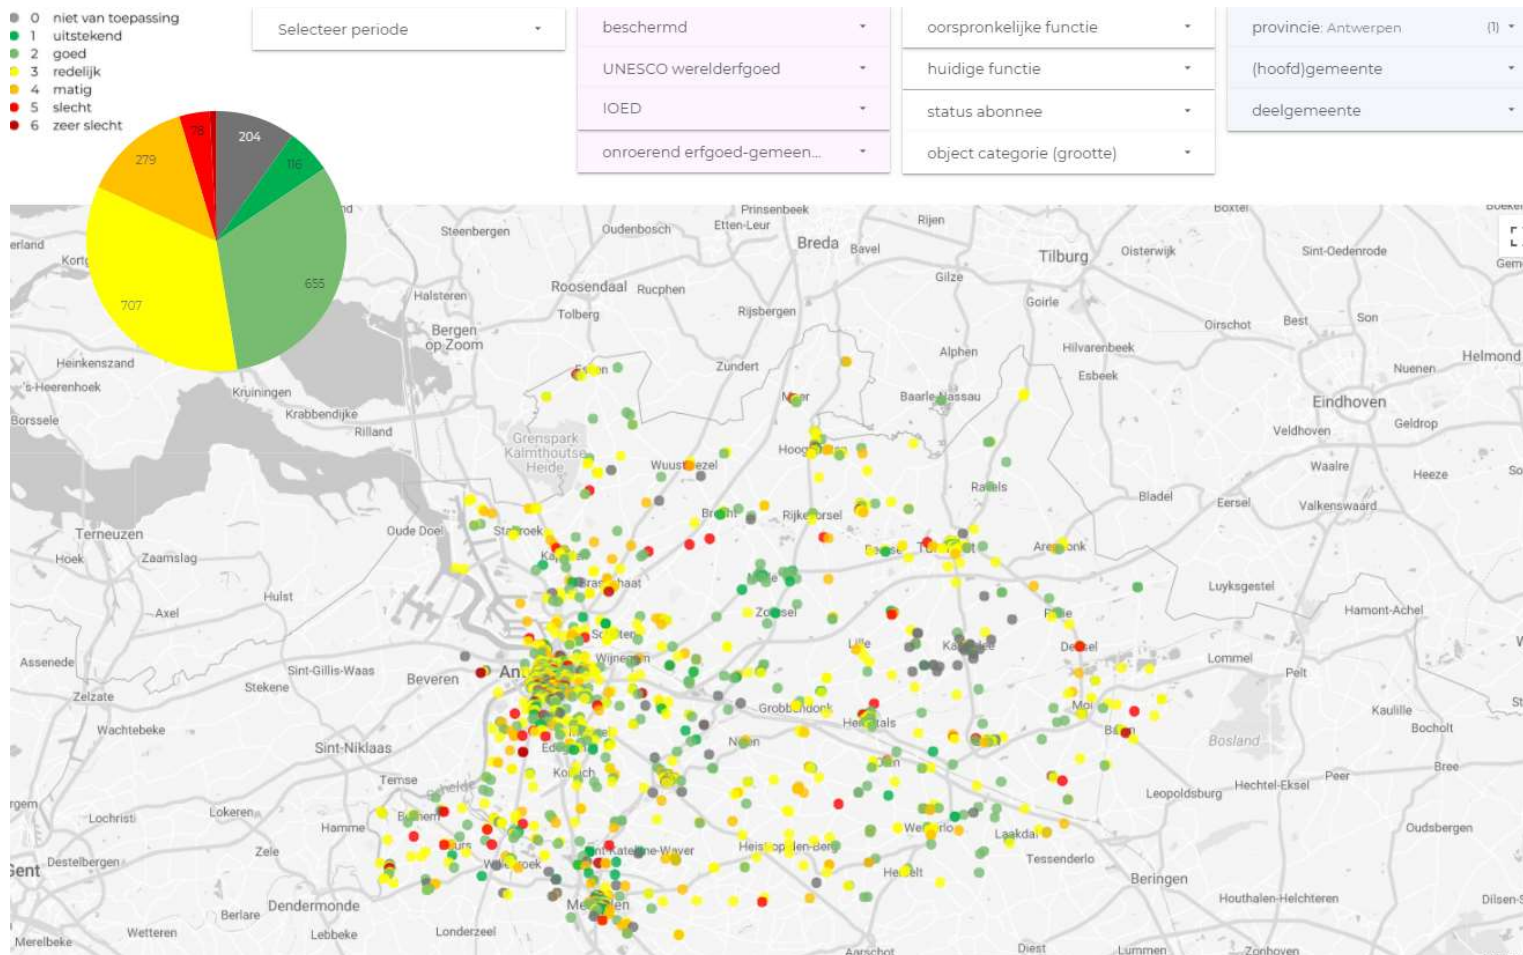 0 niet van toepassing
1 uitstekend
2 goed
3 redelijk
4 matig
5 slecht
6 zeer slecht
Selecteer periode
beschermd
UNESCO werelderfgoed
IOED
onroerend erfgoed-gemeen...
oorspronkelijke functie
huidige functie
status abonnee
object categorie (grootte)
provincie: Antwerpen (1)
(hoofd)gemeente
deelgemeente
204
116
655
707
279
78
Prinsenbeek
Etten-Leur
Oudenbosch
Steenbergen
Breda
Bavel
Rijen
Gilze
Tilburg
Oisterwijk
Boxtel
Sint-Oedenrode
Goirle
Oirschot
Best
Son
Roosendaal
Rucphen
Tolberg
Rijsbergen
Halsteren
Bergen
op Zoom
Heinkenszand
's-Heerenhoek
Borssele
Kruiningen
Krabbendijke
Rilland
Zundert
Alphen
Hilvarenbeek
Esbeek
Baarle-Nassau
Helmond
Nuenen
Eindhoven
Geldrop
Veldhoven
Waalre
Heeze
Grenspark
Kalmthoutse
Heide
Ravels
Bladel
Eersel
Valkenswaard
Terneuzen
Hoek
Zaamslag
Axel
Hulst
Oude Doel
Luyksgestel
Hamont-Achel
Assenede
Zelzate
Wachtebeke
Sint-Gillis-Waas
Stekene
Beveren
Wijnegem
Lille
Lommel
Pelt
Kaulille
Bocholt
Bree
Grobbendonk
Bosland
Peer
Hechtel-Eksel
Leopoldsburg
Sint-Niklaas
Temse
Schelde
Lokeren
Lochristi
Hamme
Zele
Destelbergen
Dendermonde
Berlare
Wetteren
Lebbeke
Londerzeel
Merelbeke
Laakdal
Tessenderlo
Beringen
Houthalen-Helchteren
Oudsbergen
Aarschot
Diest
Lummen
Zonhoven